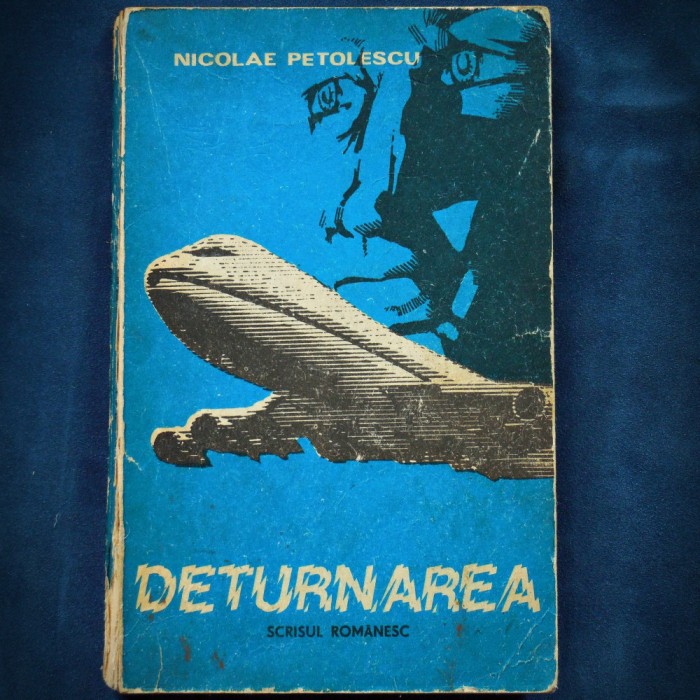 NICOLAE PETOLESCU
DETURNAREA
SCRISUL ROMÂNESC